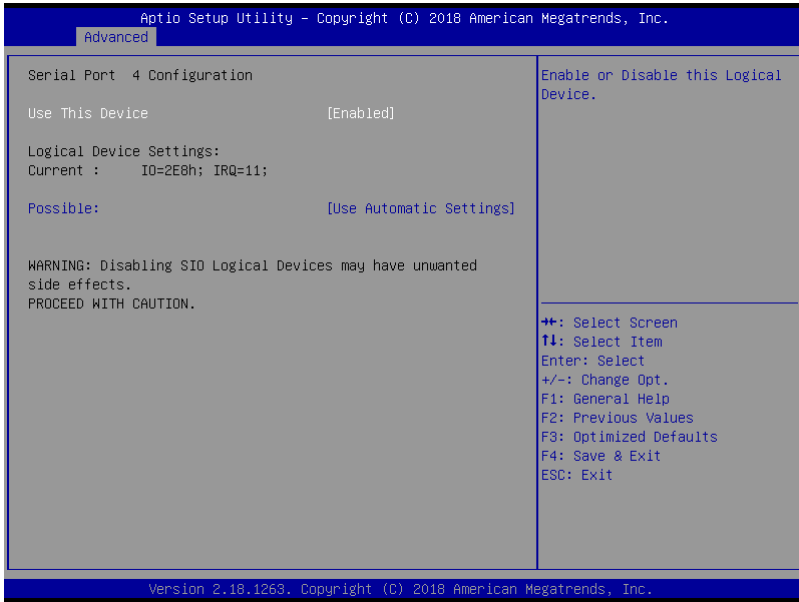 Aptio Setup Utility – Copyright (C) 2018 American Megatrends, Inc.
Advanced
Serial Port  4 Configuration
Use This Device [Enabled]
Logical Device Settings:
Current :     IO=2E8h; IRQ=11;
Possible: [Use Automatic Settings]
WARNING: Disabling SIO Logical Devices may have unwanted
side effects.
PROCEED WITH CAUTION.
Enable or Disable this Logical
Device.
→←: Select Screen
↑↓: Select Item
Enter: Select
+/-: Change Opt.
F1: General Help
F2: Previous Values
F3: Optimized Defaults
F4: Save & Exit
ESC: Exit
Version 2.18.1263. Copyright (C) 2018 American Megatrends, Inc.